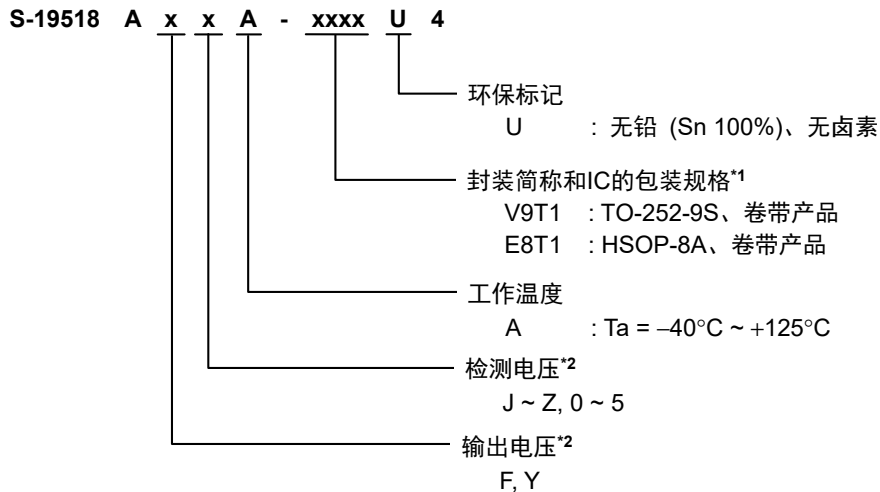 S-19518 A x x A - xxxx U 4
环保标记
U : 无铅 (Sn 100%)、无卤素
封装简称和IC的包装规格*1
V9T1 : TO-252-9S、卷带产品
E8T1 : HSOP-8A、卷带产品
工作温度
A : Ta = −40°C ~ +125°C
检测电压*2
J ~ Z, 0 ~ 5
输出电压*2
F, Y